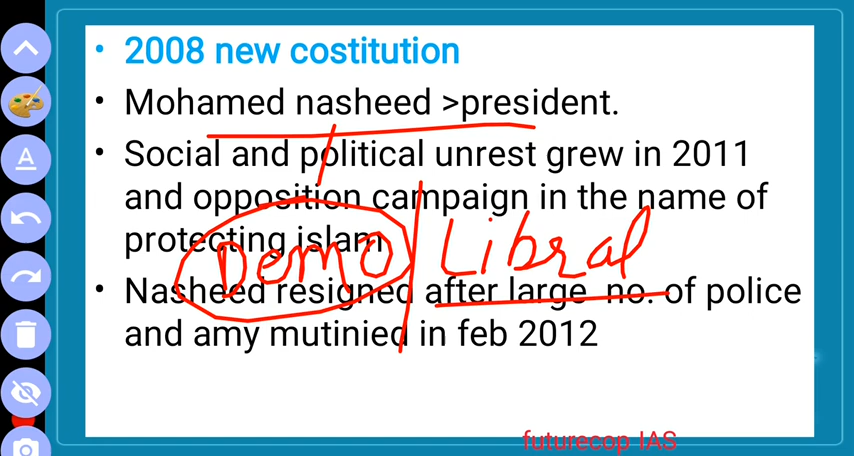 • 2008 new costitution
• Mohamed nasheed >president.
• Social and political unrest grew in 2011
and opposition campaign in the name of
protecting islam
Demo Libral
• Nasheed resigned after large no. of police
and amy mutinied in feb 2012
futurecop IAS
A